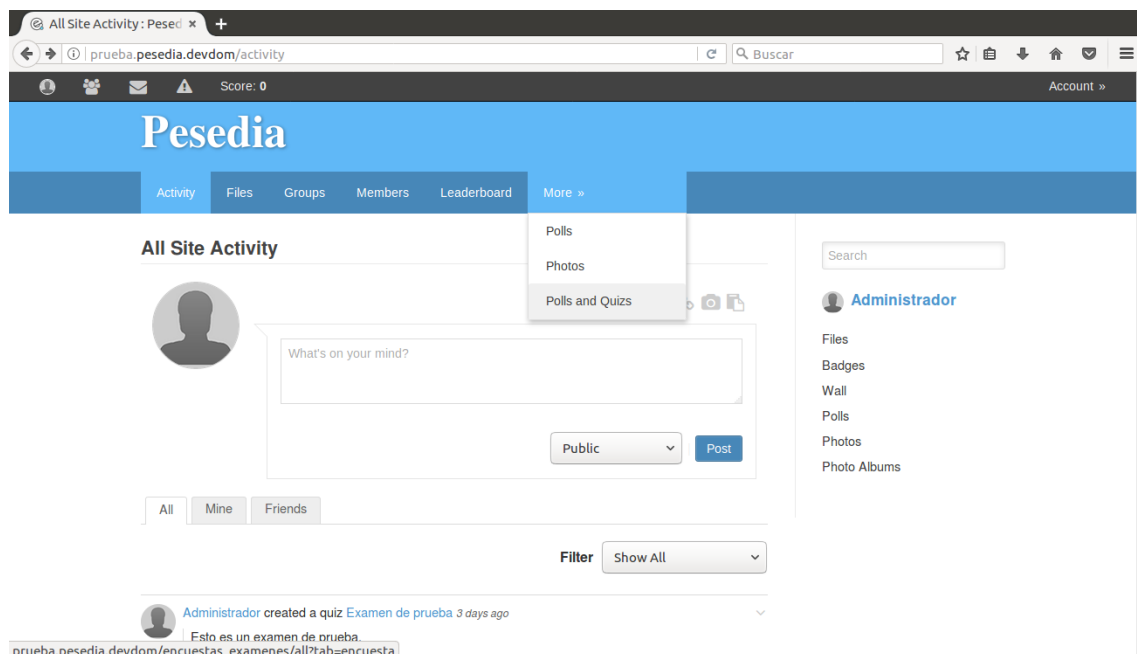 All Site Activity : Pesed
prueba.pesedia.devdom/activity
Buscar
Score: 0
Account »
Pesedia
Activity Files Groups Members Leaderboard More »
Polls
Photos
Polls and Quizs
All Site Activity
What's on your mind?
Public
Post
All Mine Friends
Filter Show All
Administrador created a quiz Examen de prueba 3 days ago
Esto es un examen de prueba.
prueba.pesedia.devdom/encuestas_examenes/all?tab=encuesta
Search
Administrador
Files
Badges
Wall
Polls
Photos
Photo Albums